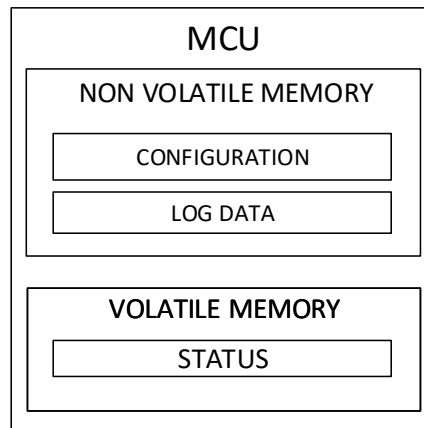 MCU
NON VOLATILE MEMORY
CONFIGURATION
LOG DATA
VOLATILE MEMORY
STATUS